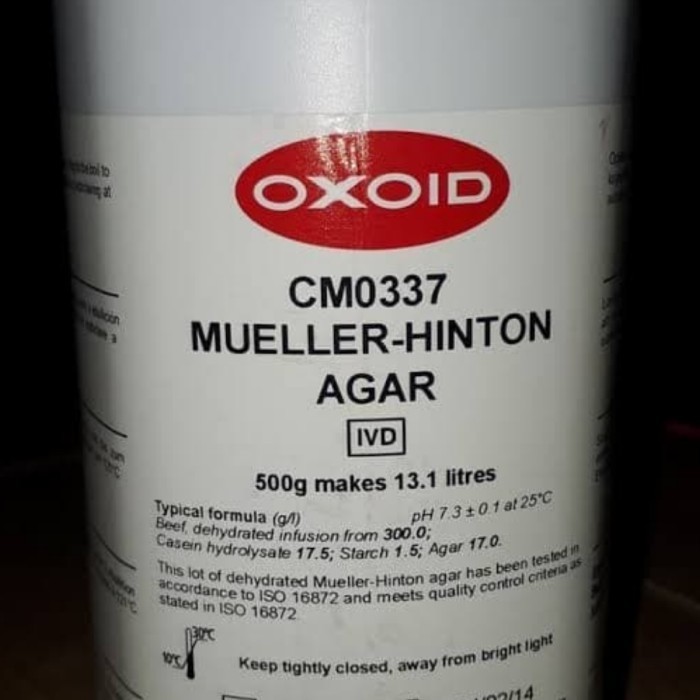 OXOID
CM0337
MUELLER-HINTON
AGAR
IVD
500g makes 13.1 litres
Typical formula (g/l) pH 7.3 ± 0.1 at 25°C
Beef, dehydrated infusion from 300.0;
Casein hydrolysate 17.5; Starch 1.5; Agar 17.0.
This lot of dehydrated Mueller-Hinton agar has been tested in
accordance to ISO 16872 and meets quality control criteria as
stated in ISO 16872
30°C
10°C
Keep tightly closed, away from bright light